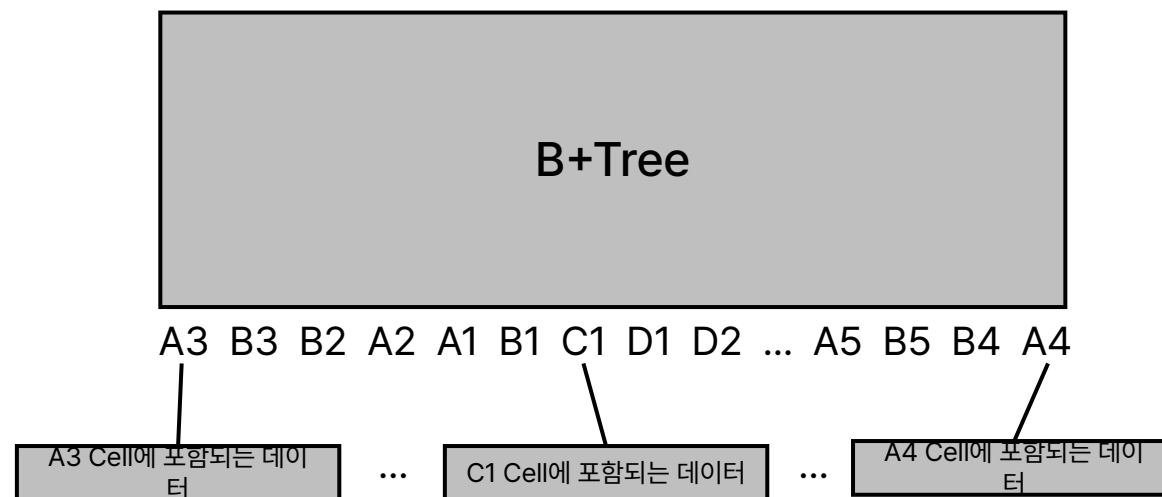 B+Tree
A3 B3 B2 A2 A1 B1 C1 D1 D2 ... A5 B5 B4 A4
A3 Cell에 포함되는 데이
터
...
C1 Cell에 포함되는 데이터
...
A4 Cell에 포함되는 데이
터